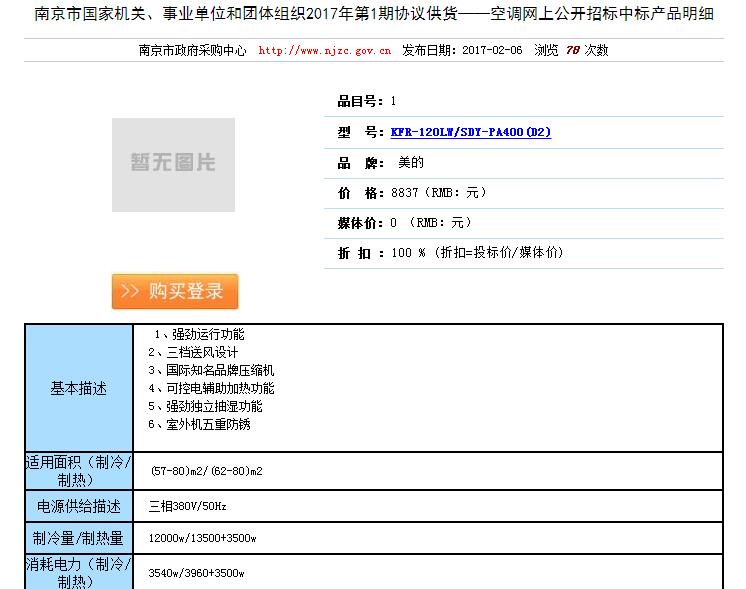 南京市国家机关、事业单位和团体组织2017年第1期协议供货——空调网上公开招标中标产品明细
南京市政府采购中心 http://www.njzc.gov.cn 发布日期：2017-02-06 浏览 78 次数
品目号：1
型 号：KFR-120LW/SDY-PA400(D2)
品 牌： 美的
价 格：8837（RMB：元）
媒体价：0 （RMB：元）
折 扣 ：100 % (折扣=投标价/媒体价)
暂无图片
>> 购买登录
基本描述
1、强劲运行功能
2、三档送风设计
3、国际知名品牌压缩机
4、可控电辅助加热功能
5、强劲独立抽湿功能
6、室外机五重防锈
适用面积（制冷/
制热）
(57-80)m2/(62-80)m2
电源供给描述
三相380V/50Hz
制冷量/制热量
12000w/13500+3500w
消耗电力（制冷/
制热）
3540w/3960+3500w